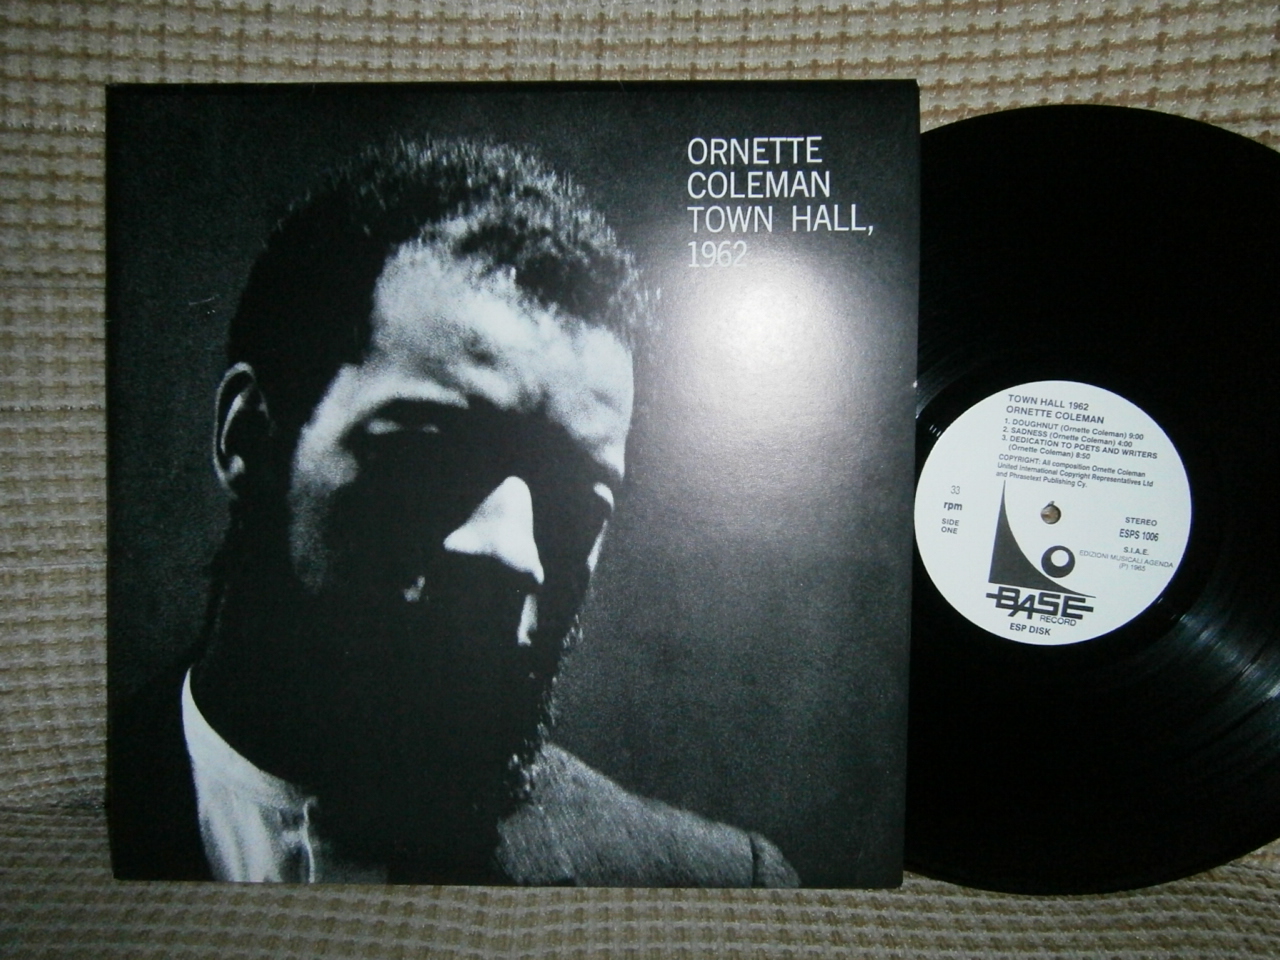 ORNETTE
COLEMAN
TOWN HALL,
1962
TOWN HALL 1962
ORNETTE COLEMAN
1. DOUGHNUT (Ornette Coleman) 9:00
2. SADNESS (Ornette Coleman) 4:00
3. DEDICATION TO POETS AND WRITERS
(Ornette Coleman) 8:50
COPYRIGHT: All composition Ornette Coleman
United International Copyright Representatives Ltd
and Phrasetext Publishing Cy.
33
rpm
SIDE
ONE
STEREO
ESPS 1006
S.I.A.E.
EDIZIONI MUSICALI AGENDA
(P) 1965
BASE
RECORD
ESP DISK